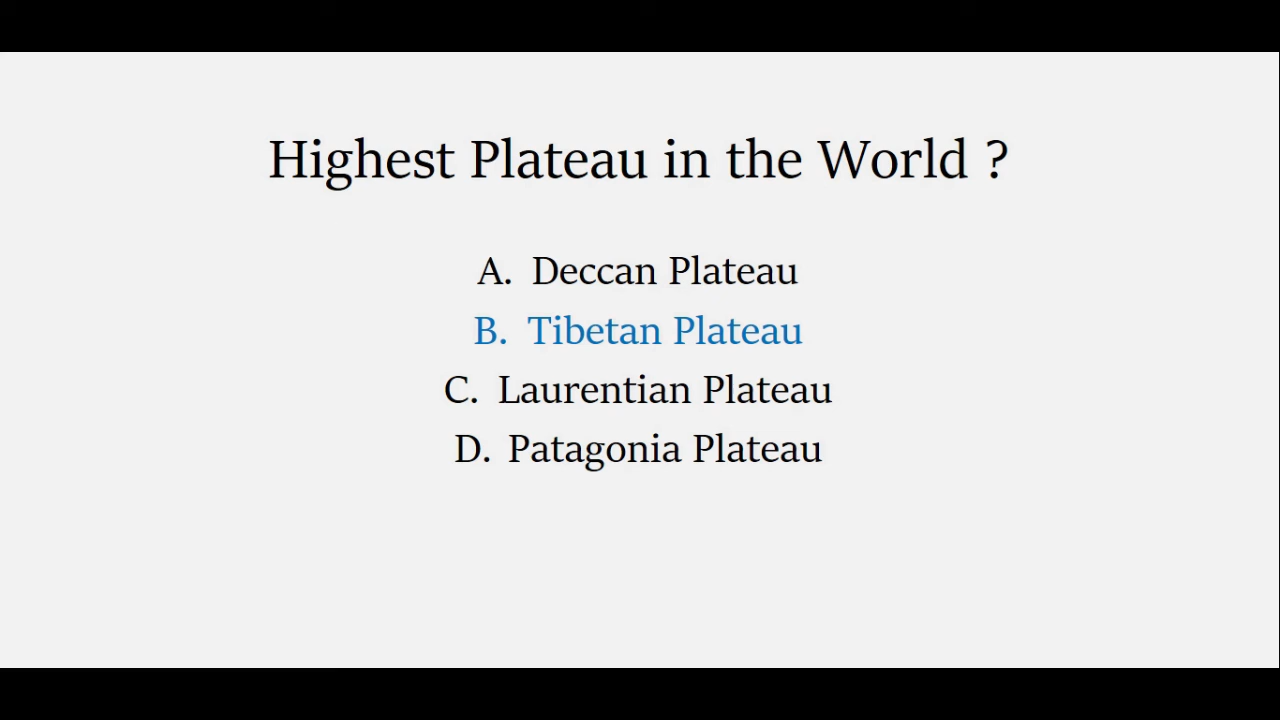 Highest Plateau in the World ?
A. Deccan Plateau
B. Tibetan Plateau
C. Laurentian Plateau
D. Patagonia Plateau